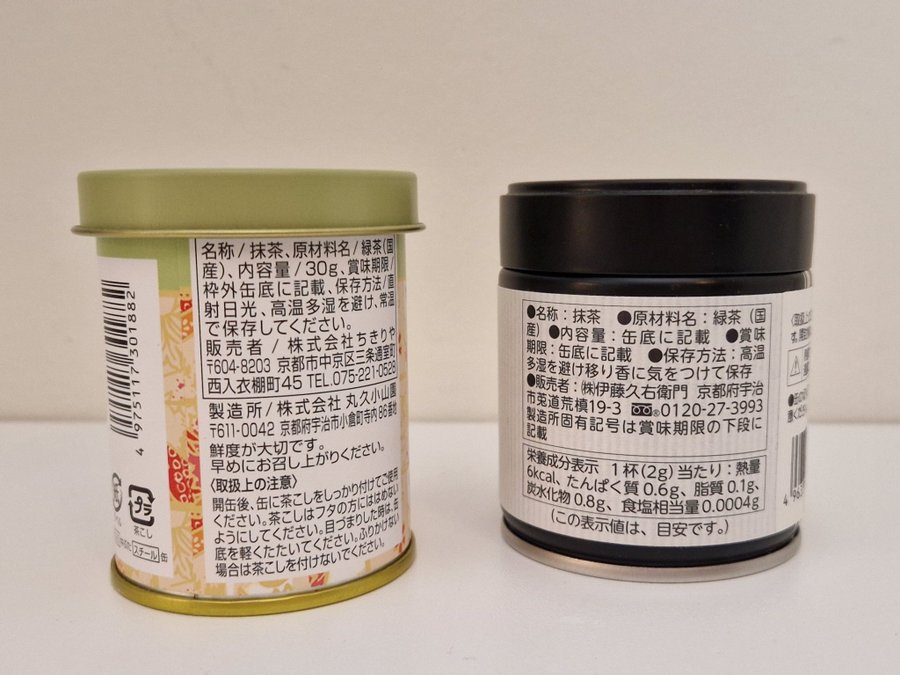 名称/抹茶、原材料名/緑茶(国
産)、内容量/30g、賞味期限/
枠外缶底に記載、保存方法/直
射日光、高温多湿を避け、常温
で保存してください。
販売者/株式会社 ちきりや
〒604-8203 京都市中京区三条通室町
西入衣棚町45 TEL.075-221-0528
製造所/株式会社 丸久小山園
〒611-0042 京都府宇治市小倉町寺内86番地
鮮度が大切です。
早めにお召し上がりください。
〈取扱上の注意〉
開缶後、缶に茶こしをしっかり付けてご使用
ください。茶こしはフタの方にははめない
ようにしてください。目づまりした時は、缶
底を軽くたたいてください。ふりかけない
場合は茶こしを付けないでください。
4 975117 301882
プラ
茶こし
スチール 缶
●名称:抹茶 ●原材料名:緑茶(国
産)●内容量:缶底に記載 ●賞味
期限:缶底に記載 ●保存方法:高温
多湿を避け移り香に気をつけて保存
●販売者:㈱伊藤久右衛門 京都府宇治
市莵道荒槙19-3 0120-27-3993
製造所固有記号は賞味期限の下段に
記載
栄養成分表示 1杯(2g)当たり:熱量
6kcal、たんぱく質 0.6g、脂質 0.1g、
炭水化物 0.8g、食塩相当量 0.0004g
(この表示値は、目安です。)